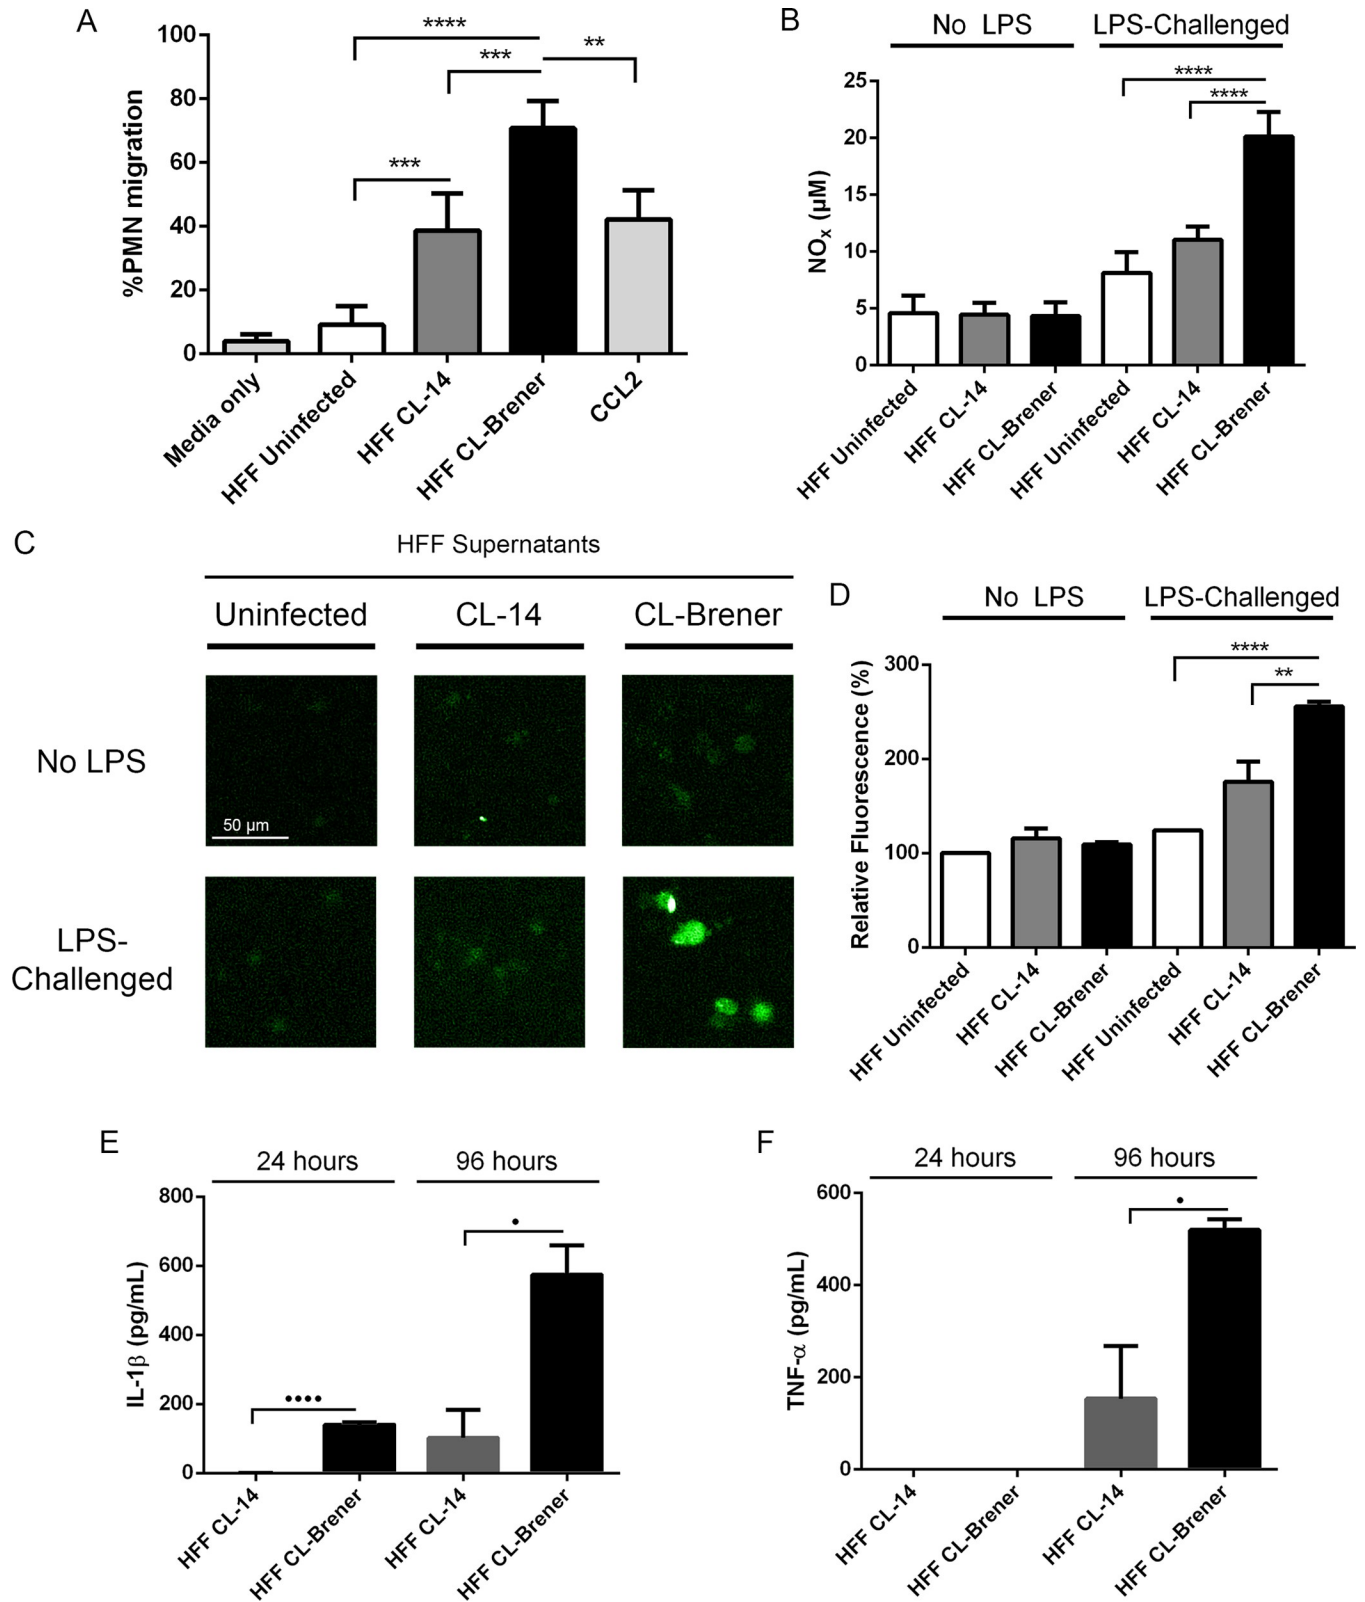 A
100
80
60
40
20
0
%PMN migration
****
***
**
***
Media only
HFF Uninfected
HFF CL-14
HFF CL-Brener
CCL2
B
No LPS
LPS-Challenged
25
20
15
10
5
0
NOx (µM)
****
****
HFF Uninfected
HFF CL-14
HFF CL-Brener
HFF Uninfected
HFF CL-14
HFF CL-Brener
C
HFF Supernatants
Uninfected
CL-14
CL-Brener
No LPS
50 µm
LPS-
Challenged
D
No LPS
LPS-Challenged
300
200
100
0
Relative Fluorescence (%)
****
**
HFF Uninfected
HFF CL-14
HFF CL-Brener
HFF Uninfected
HFF CL-14
HFF CL-Brener
E
24 hours
96 hours
800
600
400
200
0
IL-1β (pg/mL)
••••
•
HFF CL-14
HFF CL-Brener
HFF CL-14
HFF CL-Brener
F
24 hours
96 hours
600
400
200
0
TNF-α (pg/mL)
•
HFF CL-14
HFF CL-Brener
HFF CL-14
HFF CL-Brener